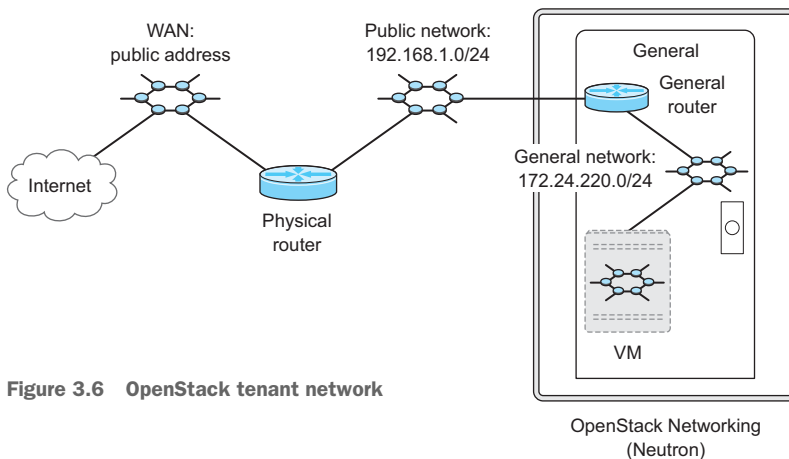 WAN:
public address
Public network:
192.168.1.0/24
General
General
router
General network:
172.24.220.0/24
Internet
Physical
router
VM
Figure 3.6 OpenStack tenant network
OpenStack Networking
(Neutron)